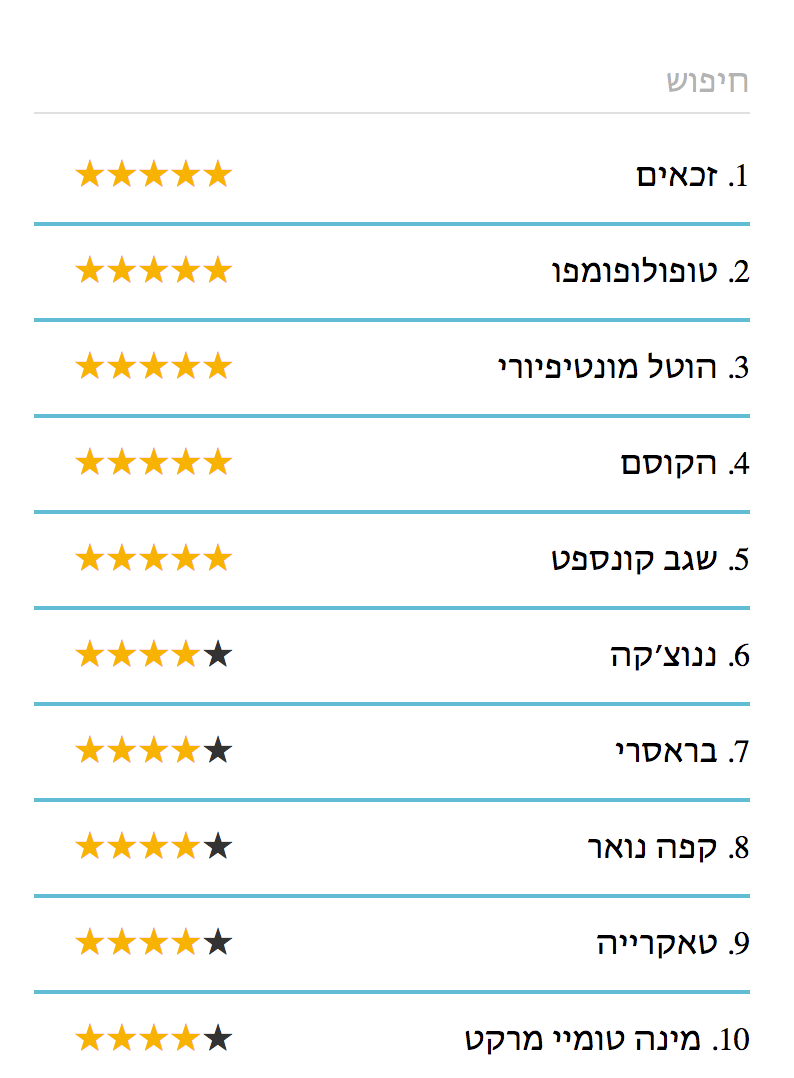 חיפוש
1. זכאים
2. טופולופומפו
3. הוטל מונטיפיורי
4. הקוסם
5. שגב קונספט
6. ננוצ׳קה
7. בראסרי
8. קפה נואר
9. טאקרייה
10. מינה טומיי מרקט